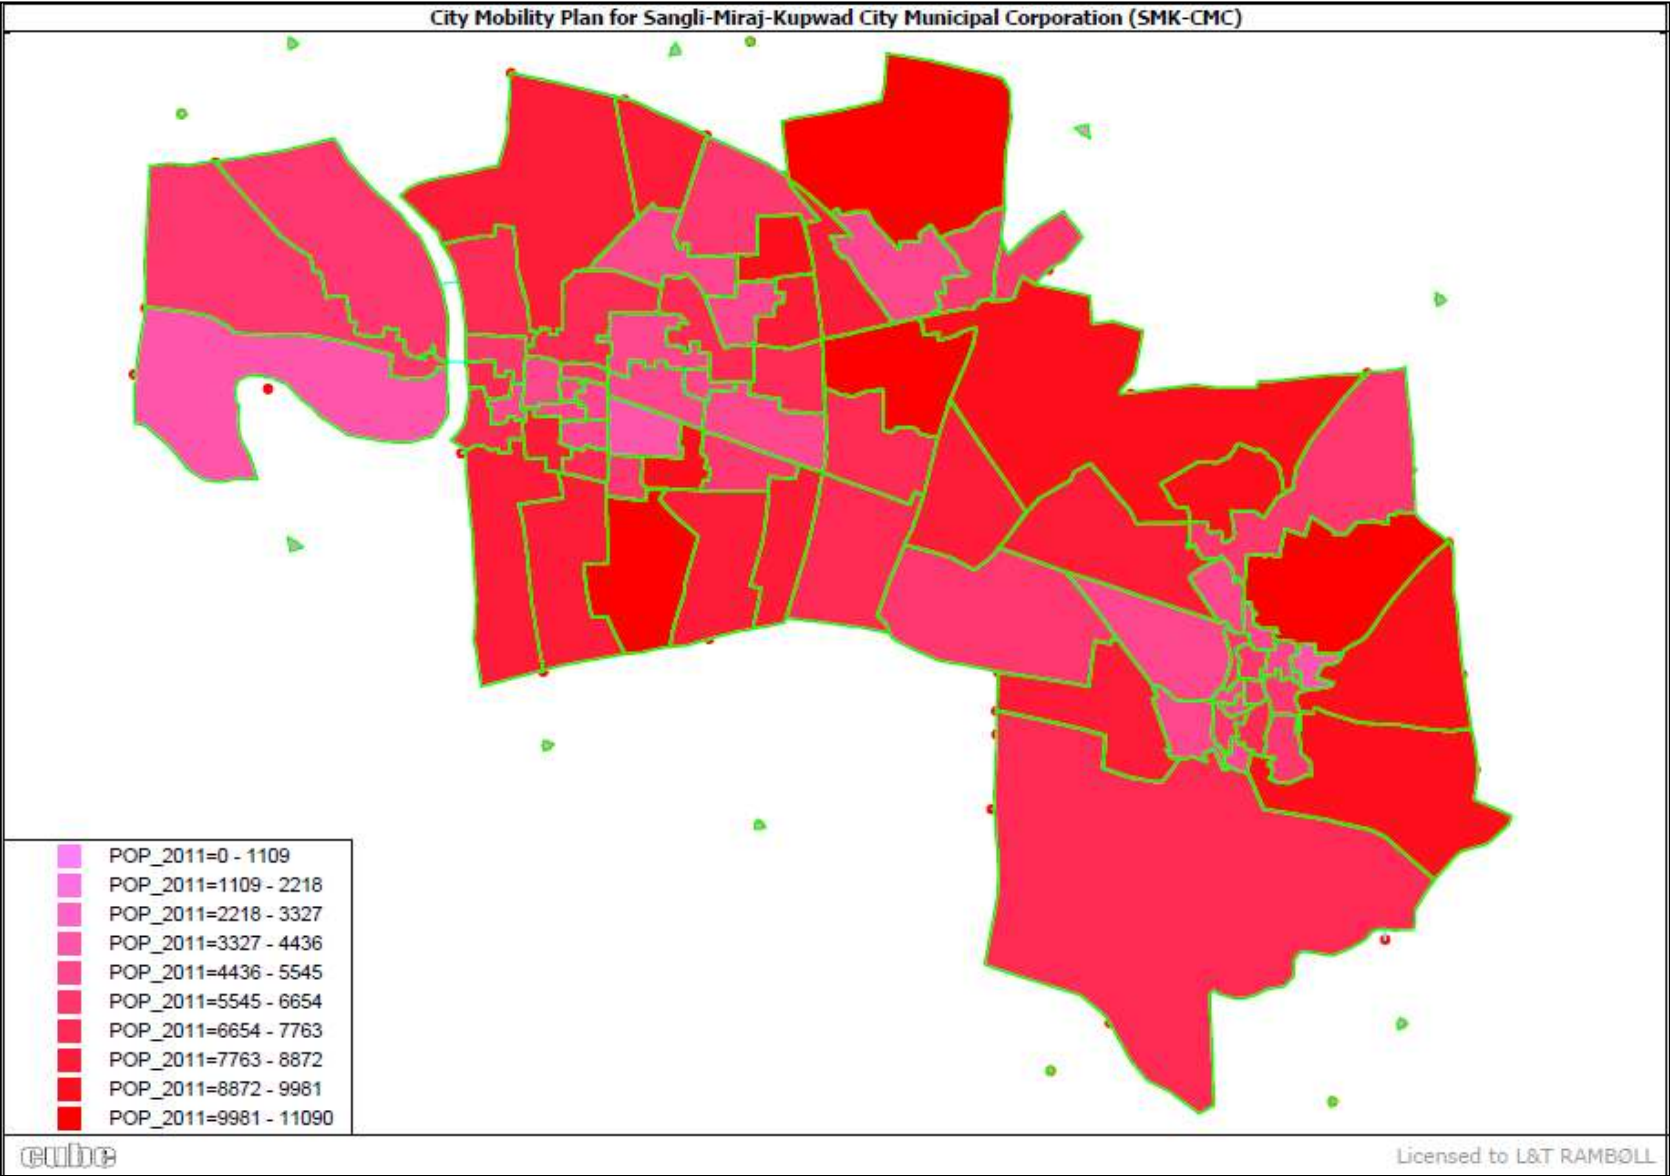 City Mobility Plan for Sangli-Miraj-Kupwad City Municipal Corporation (SMK-CMC)
POP_2011=0 - 1109
POP_2011=1109 - 2218
POP_2011=2218 - 3327
POP_2011=3327 - 4436
POP_2011=4436 - 5545
POP_2011=5545 - 6654
POP_2011=6654 - 7763
POP_2011=7763 - 8872
POP_2011=8872 - 9981
POP_2011=9981 - 11090
cube
Licensed to L&T RAMBØLL